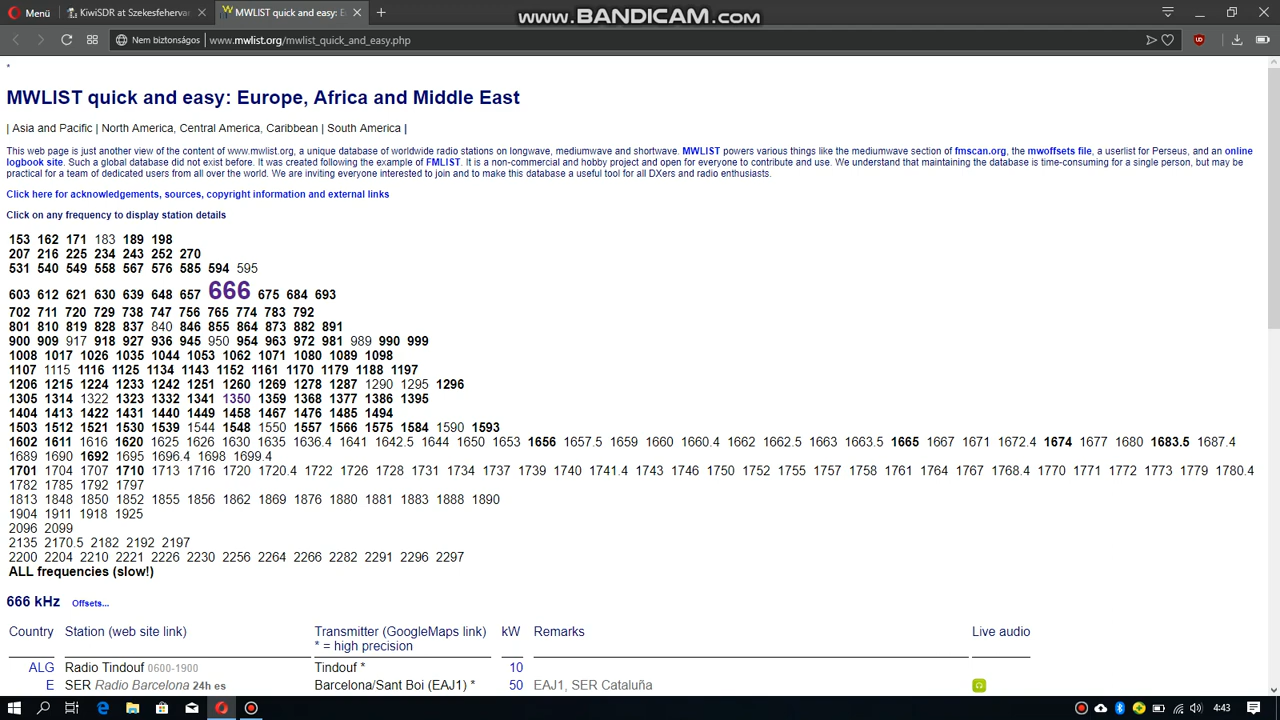 www.BANDICAM.com
Menü
KiwiSDR at Szekesfehervar
MWLIST quick and easy: E
Nem biztonságos
www.mwlist.org/mwlist_quick_and_easy.php
*
MWLIST quick and easy: Europe, Africa and Middle East
| Asia and Pacific | North America, Central America, Caribbean | South America |
This web page is just another view of the content of www.mwlist.org, a unique database of worldwide radio stations on longwave, mediumwave and shortwave. MWLIST powers various things like the mediumwave section of fmscan.org, the mwoffsets file, a userlist for Perseus, and an online
logbook site. Such a global database did not exist before. It was created following the example of FMLIST. It is a non-commercial and hobby project and open for everyone to contribute and use. We understand that maintaining the database is time-consuming for a single person, but may be
practical for a team of dedicated users from all over the world. We are inviting everyone interested to join and to make this database a useful tool for all DXers and radio enthusiasts.
Click here for acknowledgements, sources, copyright information and external links
Click on any frequency to display station details
153 162 171 183 189 198
207 216 225 234 243 252 270
531 540 549 558 567 576 585 594 595
603 612 621 630 639 648 657 666 675 684 693
702 711 720 729 738 747 756 765 774 783 792
801 810 819 828 837 840 846 855 864 873 882 891
900 909 917 918 927 936 945 950 954 963 972 981 989 990 999
1008 1017 1026 1035 1044 1053 1062 1071 1080 1089 1098
1107 1115 1116 1125 1134 1143 1152 1161 1170 1179 1188 1197
1206 1215 1224 1233 1242 1251 1260 1269 1278 1287 1290 1295 1296
1305 1314 1322 1323 1332 1341 1350 1359 1368 1377 1386 1395
1404 1413 1422 1431 1440 1449 1458 1467 1476 1485 1494
1503 1512 1521 1530 1539 1544 1548 1550 1557 1566 1575 1584 1590 1593
1602 1611 1616 1620 1625 1626 1630 1635 1636.4 1641 1642.5 1644 1650 1653 1656 1657.5 1659 1660 1660.4 1662 1662.5 1663 1663.5 1665 1667 1671 1672.4 1674 1677 1680 1683.5 1687.4
1689 1690 1692 1695 1696.4 1698 1699.4
1701 1704 1707 1710 1713 1716 1720 1720.4 1722 1726 1728 1731 1734 1737 1739 1740 1741.4 1743 1746 1750 1752 1755 1757 1758 1761 1764 1767 1768.4 1770 1771 1772 1773 1779 1780.4
1782 1785 1792 1797
1813 1848 1850 1852 1855 1856 1862 1869 1876 1880 1881 1883 1888 1890
1904 1911 1918 1925
2096 2099
2135 2170.5 2182 2192 2197
2200 2204 2210 2221 2226 2230 2256 2264 2266 2282 2291 2296 2297
ALL frequencies (slow!)
666 kHz Offsets...
Country Station (web site link) Transmitter (GoogleMaps link) kW Remarks Live audio
* = high precision
ALG Radio Tindouf 0600-1900 Tindouf * 10
E SER Radio Barcelona 24h es Barcelona/Sant Boi (EAJ1) * 50 EAJ1, SER Cataluña
4:43